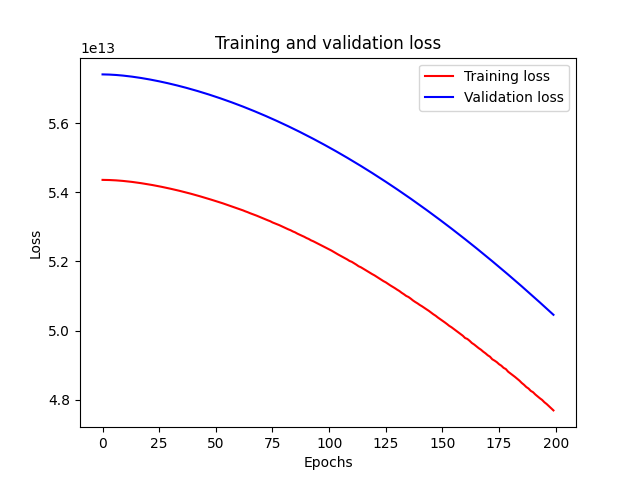 Training and validation loss
1e13
Training loss
Validation loss
5.6
5.4
5.2
5.0
4.8
Loss
0 25 50 75 100 125 150 175 200
Epochs